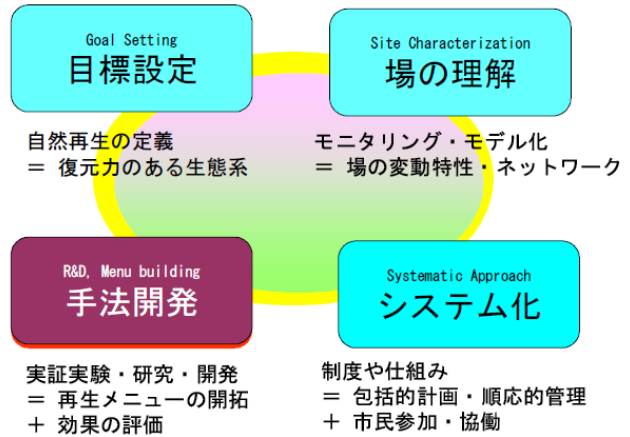 Goal Setting
目標設定
自然再生の定義
＝ 復元力のある生態系
Site Characterization
場の理解
モニタリング・モデル化
＝ 場の変動特性・ネットワーク
R&D, Menu building
手法開発
実証実験・研究・開発
＝ 再生メニューの開拓
＋ 効果の評価
Systematic Approach
システム化
制度や仕組み
＝ 包括的計画・順応的管理
＋ 市民参加・協働